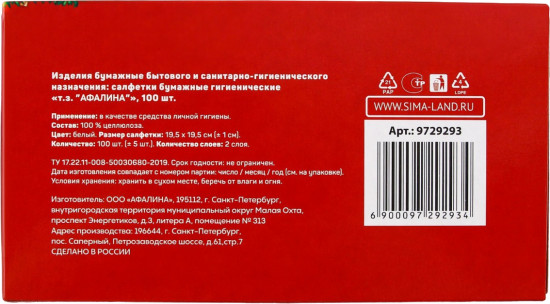 Изделия бумажные бытового и санитарно-гигиенического
назначения: салфетки бумажные гигиенические
«т.з. "АФАЛИНА"», 100 шт.
Применение: в качестве средства личной гигиены.
Состав: 100 % целлюлоза.
Цвет: белый. Размер салфетки: 19,5 х 19,5 см (± 1 см).
Количество: 100 шт. (± 5 шт.). Количество слоев: 2 слоя.
ТУ 17.22.11-008-50030680-2019. Срок годности: не ограничен.
Дата изготовления совпадает с номером партии: число / месяц / год (см. на упаковке).
Условия хранения: хранить в сухом месте, беречь от влаги и огня.
Изготовитель: ООО «АФАЛИНА», 195112, г. Санкт-Петербург,
внутригородская территория муниципальный округ Малая Охта,
проспект Энергетиков, д.3, литера А, помещение № 313
Адрес производства: 196644, г. Санкт-Петербург,
пос. Саперный, Петрозаводское шоссе, д.61,стр.7
СДЕЛАНО В РОССИИ
21
PAP
СТР
4
LDPE
WWW.SIMA-LAND.RU
Арт.: 9729293
6 900097 292934